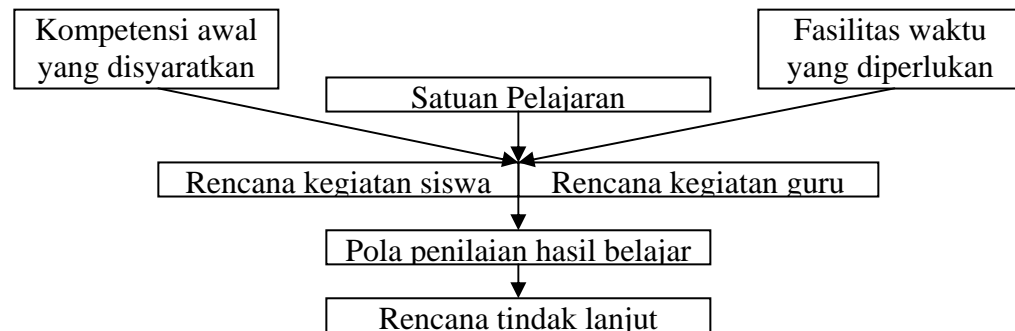 Kompetensi awal
yang disyaratkan
Fasilitas waktu
yang diperlukan
Satuan Pelajaran
Rencana kegiatan siswa
Rencana kegiatan guru
Pola penilaian hasil belajar
Rencana tindak lanjut